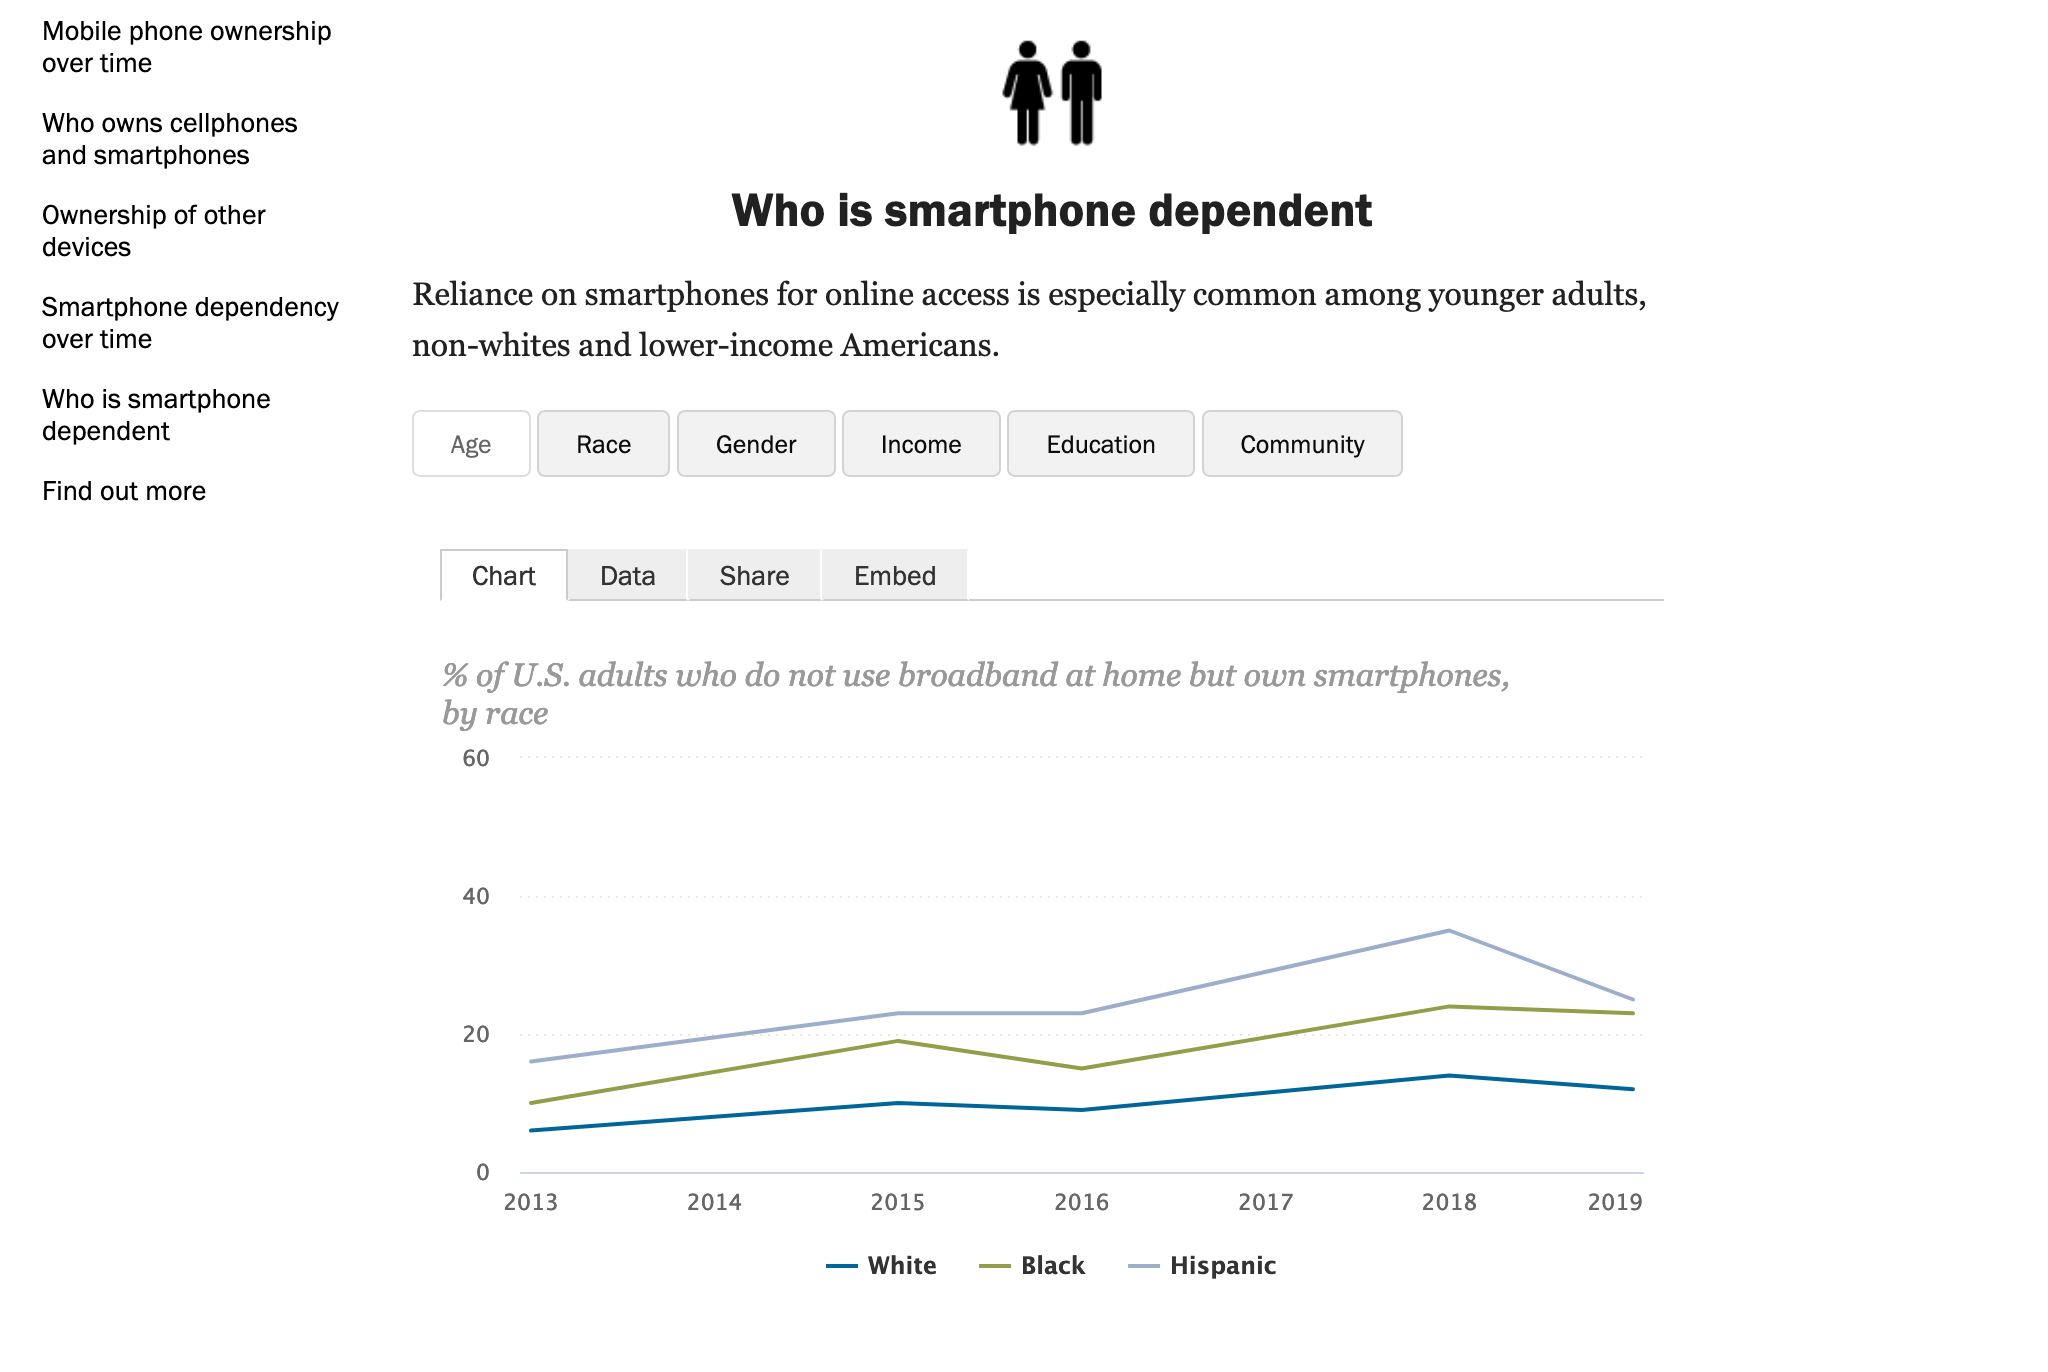 Mobile phone ownership
over time
Who owns cellphones
and smartphones
Ownership of other
devices
Smartphone dependency
over time
Who is smartphone
dependent
Find out more
Who is smartphone dependent
Reliance on smartphones for online access is especially common among younger adults,
non-whites and lower-income Americans.
Age Race Gender Income Education Community
Chart Data Share Embed
% of U.S. adults who do not use broadband at home but own smartphones,
by race
60
40
20
0
2013 2014 2015 2016 2017 2018 2019
White Black Hispanic